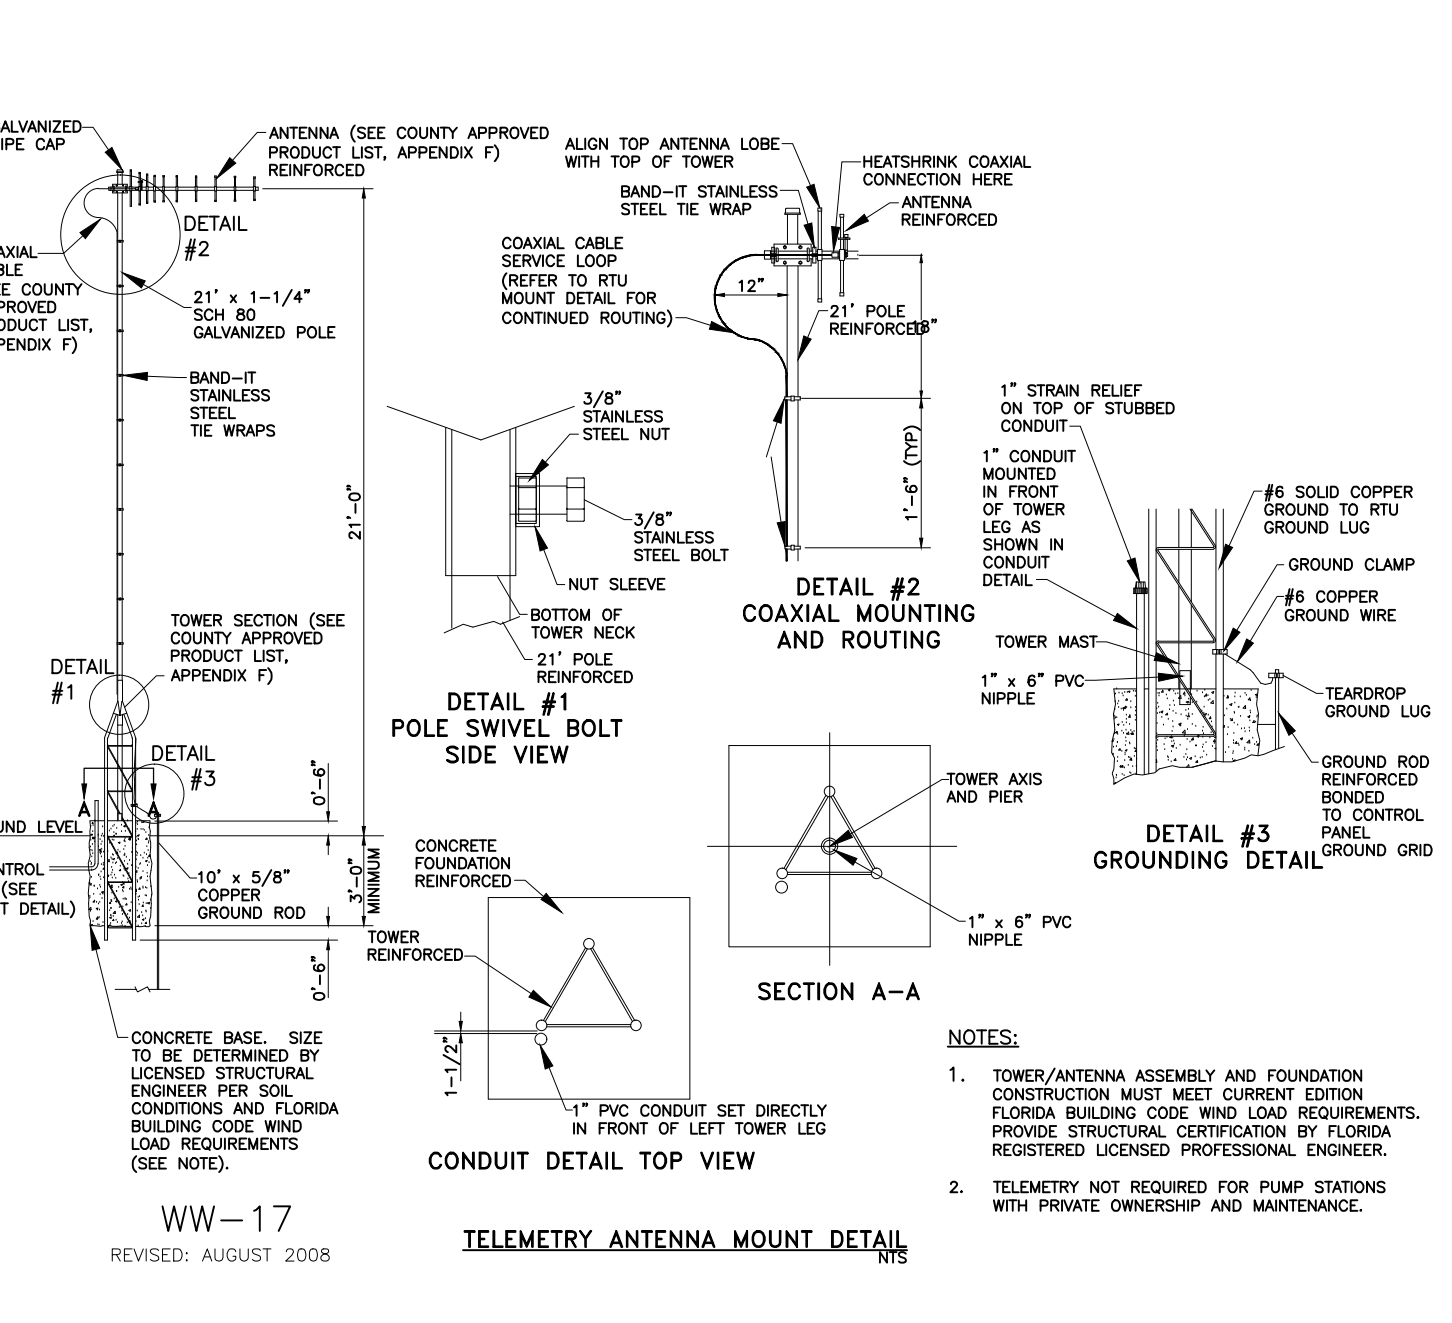 ALVANIZED
IPE CAP
ANTENNA (SEE COUNTY APPROVED
PRODUCT LIST, APPENDIX F)
REINFORCED
DETAIL
#2
AXIAL
BLE
EE COUNTY
PPROVED
ODUCT LIST,
PENDIX F)
21' x 1-1/4"
SCH 80
GALVANIZED POLE
BAND-IT
STAINLESS
STEEL
TIE WRAPS
21'-0"
TOWER SECTION (SEE
COUNTY APPROVED
PRODUCT LIST,
APPENDIX F)
DETAIL
#1
DETAIL
#3
0'-6"
A
A
UND LEVEL
NTROL
(SEE
T DETAIL)
10' x 5/8"
COPPER
GROUND ROD
3'-0"
MINIMUM
0'-6"
CONCRETE BASE. SIZE
TO BE DETERMINED BY
LICENSED STRUCTURAL
ENGINEER PER SOIL
CONDITIONS AND FLORIDA
BUILDING CODE WIND
LOAD REQUIREMENTS
(SEE NOTE).
WW-17
REVISED: AUGUST 2008
3/8"
STAINLESS
STEEL NUT
3/8"
STAINLESS
STEEL BOLT
NUT SLEEVE
BOTTOM OF
TOWER NECK
21' POLE
REINFORCED
DETAIL #1
POLE SWIVEL BOLT
SIDE VIEW
ALIGN TOP ANTENNA LOBE
WITH TOP OF TOWER
BAND-IT STAINLESS
STEEL TIE WRAP
HEATSHRINK COAXIAL
CONNECTION HERE
ANTENNA
REINFORCED
COAXIAL CABLE
SERVICE LOOP
(REFER TO RTU
MOUNT DETAIL FOR
CONTINUED ROUTING)
12"
21' POLE
REINFORCED
18"
1'-6" (TYP)
DETAIL #2
COAXIAL MOUNTING
AND ROUTING
1" STRAIN RELIEF
ON TOP OF STUBBED
CONDUIT
1" CONDUIT
MOUNTED
IN FRONT
OF TOWER
LEG AS
SHOWN IN
CONDUIT
DETAIL
#6 SOLID COPPER
GROUND TO RTU
GROUND LUG
GROUND CLAMP
#6 COPPER
GROUND WIRE
TOWER MAST
1" x 6" PVC
NIPPLE
TEARDROP
GROUND LUG
GROUND ROD
REINFORCED
BONDED
TO CONTROL
PANEL
GROUND GRID
DETAIL #3
GROUNDING DETAIL
CONCRETE
FOUNDATION
REINFORCED
TOWER
REINFORCED
1-1/2"
1" PVC CONDUIT SET DIRECTLY
IN FRONT OF LEFT TOWER LEG
CONDUIT DETAIL TOP VIEW
TOWER AXIS
AND PIER
1" x 6" PVC
NIPPLE
SECTION A-A
NOTES:
1. TOWER/ANTENNA ASSEMBLY AND FOUNDATION
CONSTRUCTION MUST MEET CURRENT EDITION
FLORIDA BUILDING CODE WIND LOAD REQUIREMENTS.
PROVIDE STRUCTURAL CERTIFICATION BY FLORIDA
REGISTERED LICENSED PROFESSIONAL ENGINEER.
2. TELEMETRY NOT REQUIRED FOR PUMP STATIONS
WITH PRIVATE OWNERSHIP AND MAINTENANCE.
TELEMETRY ANTENNA MOUNT DETAIL
NTS